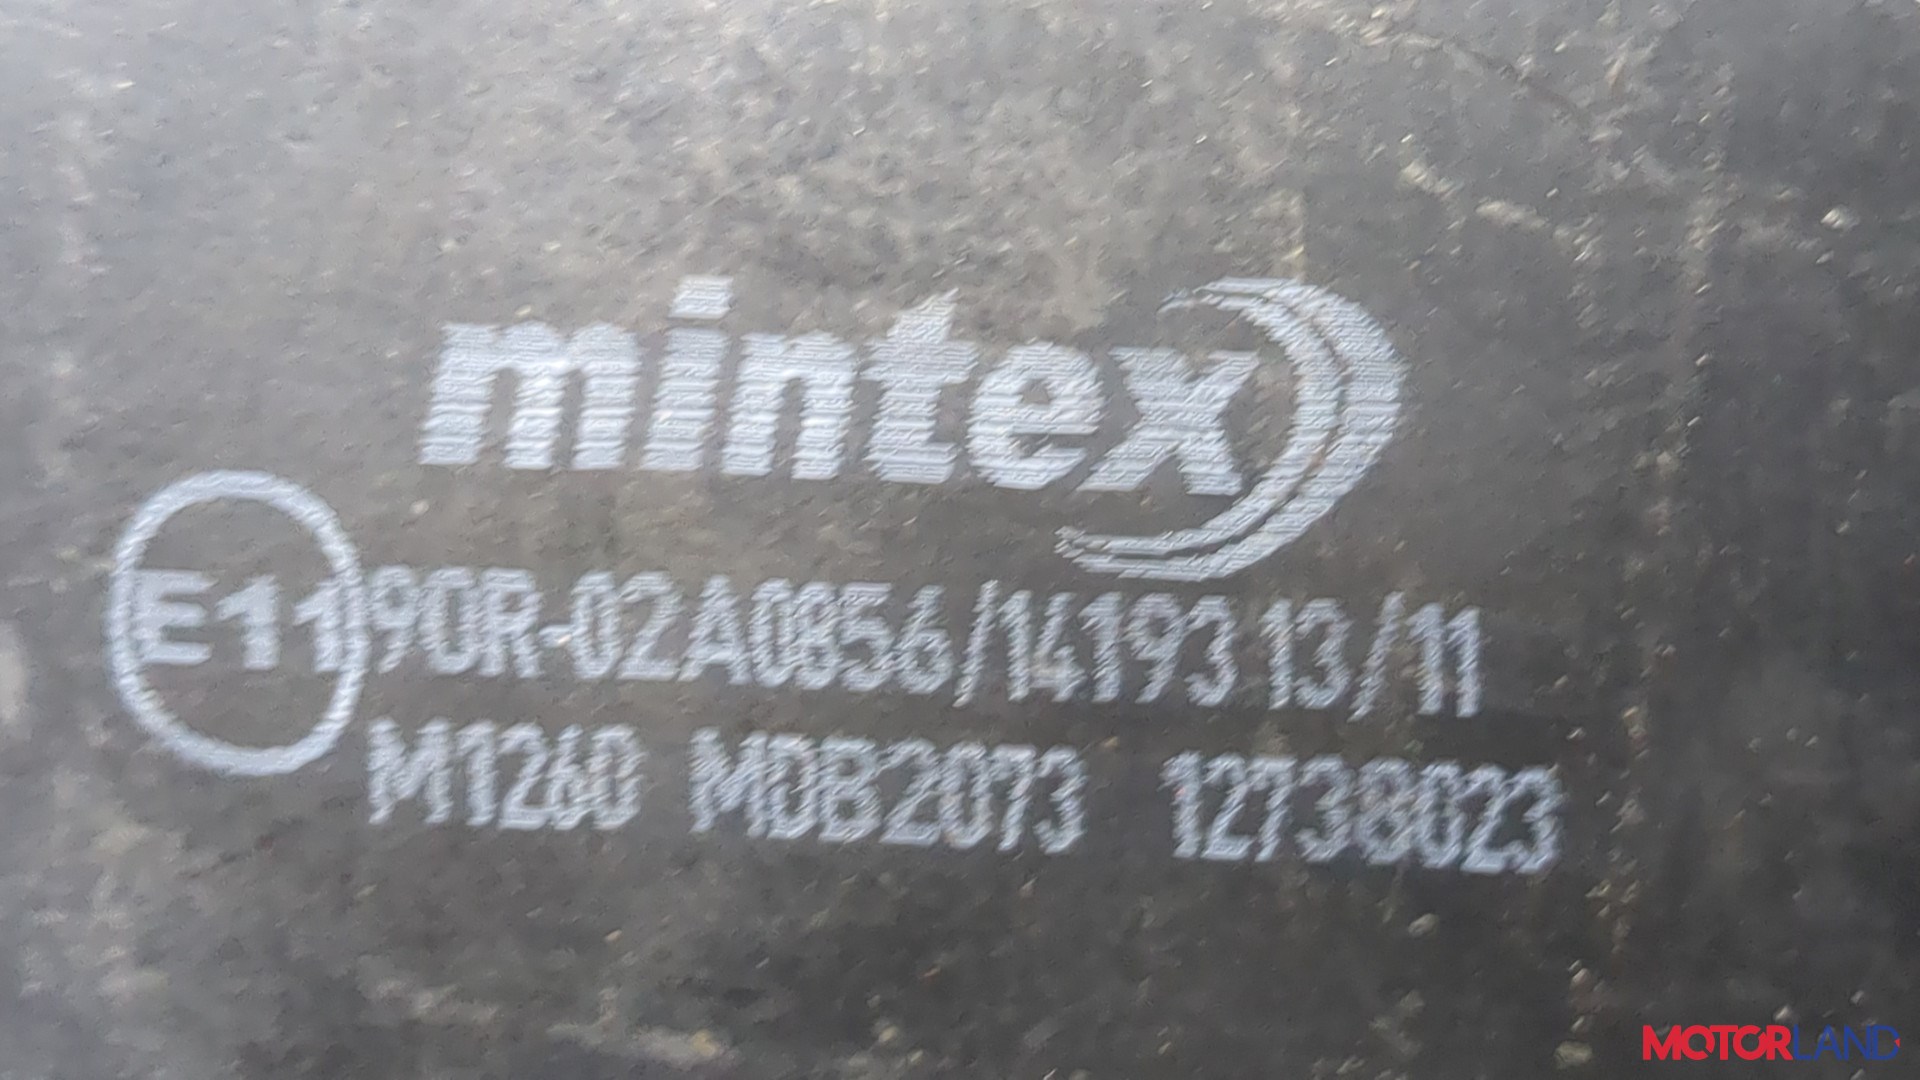 mintex
E11 90R-02A0856/14193 13/11
M1260 MDB2073 12738023
MOTORLAND